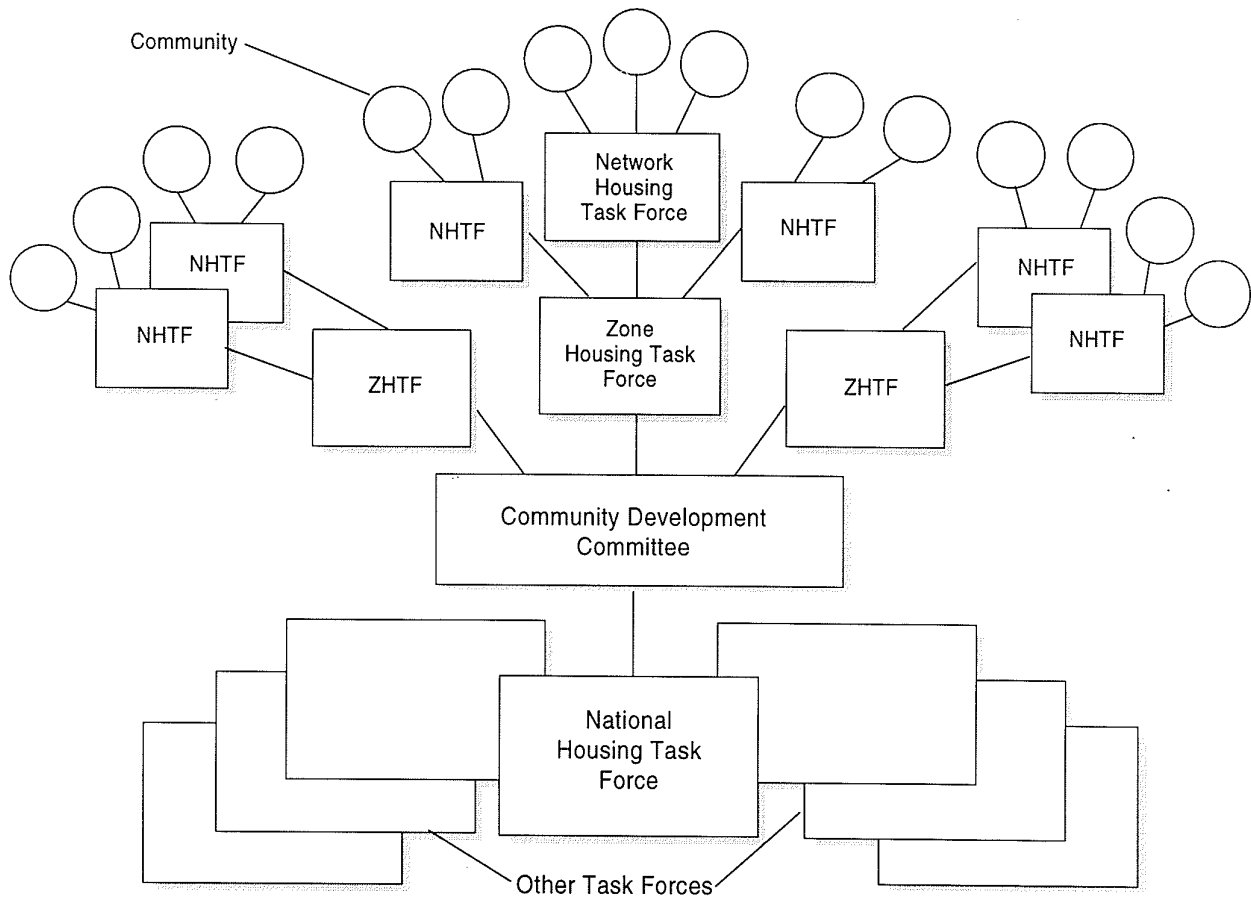 Community
Network
Housing
Task Force
NHTF
NHTF
NHTF
NHTF
NHTF
NHTF
Zone
Housing Task
Force
ZHTF
ZHTF
Community Development
Committee
National
Housing Task
Force
Other Task Forces